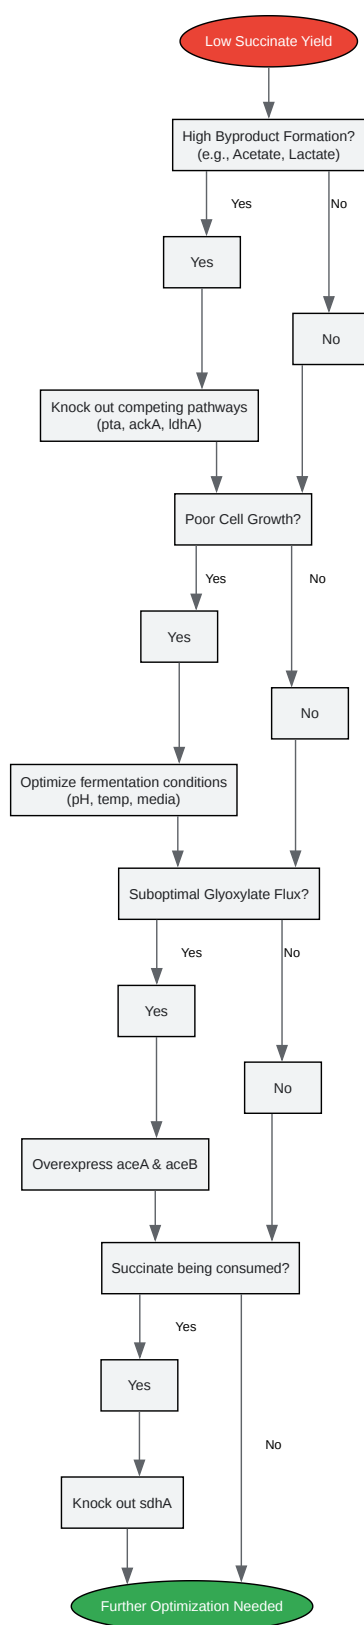 Low Succinate Yield
High Byproduct Formation?
(e.g., Acetate, Lactate)
Yes
No
Yes
No
Knock out competing pathways
(pta, ackA, ldhA)
Poor Cell Growth?
Yes
No
Yes
No
Optimize fermentation conditions
(pH, temp, media)
Suboptimal Glyoxylate Flux?
Yes
No
Yes
No
Overexpress aceA & aceB
Succinate being consumed?
Yes
Yes
No
Knock out sdhA
Further Optimization Needed